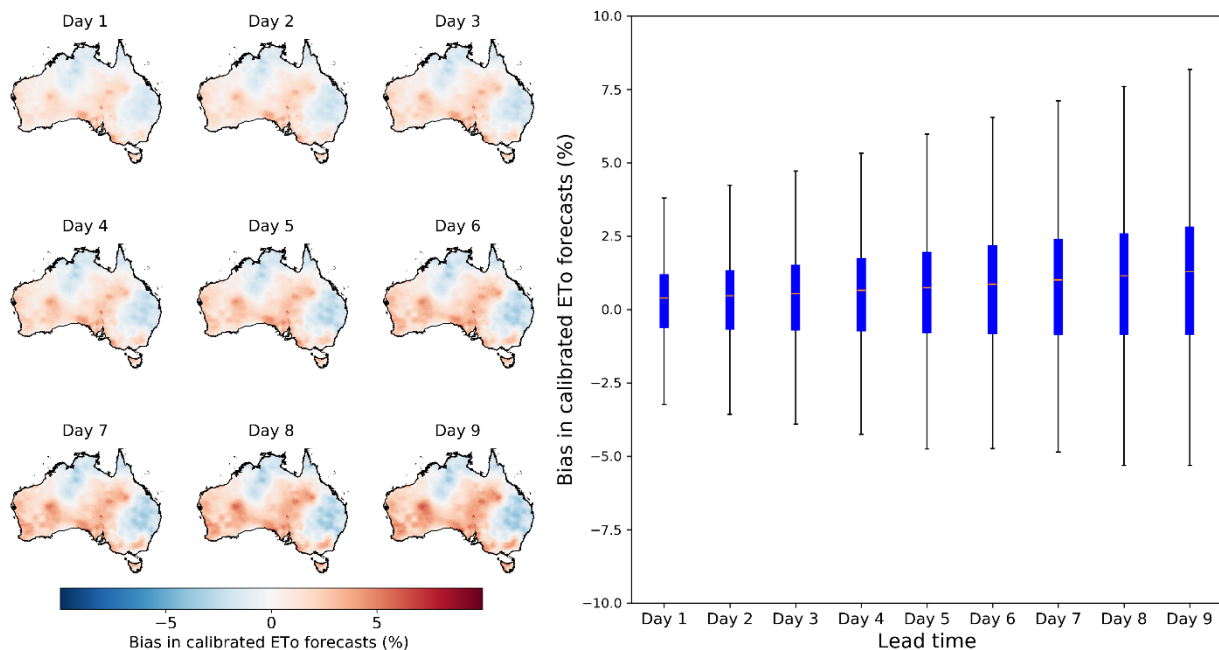 Day 1 Day 2 Day 3
Day 4 Day 5 Day 6
Day 7 Day 8 Day 9
−5 0 5
Bias in calibrated ETo forecasts (%)
Bias in calibrated ETo forecasts (%)
10.0
7.5
5.0
2.5
0.0
−2.5
−5.0
−7.5
−10.0
Day 1 Day 2 Day 3 Day 4 Day 5 Day 6 Day 7 Day 8 Day 9
Lead time